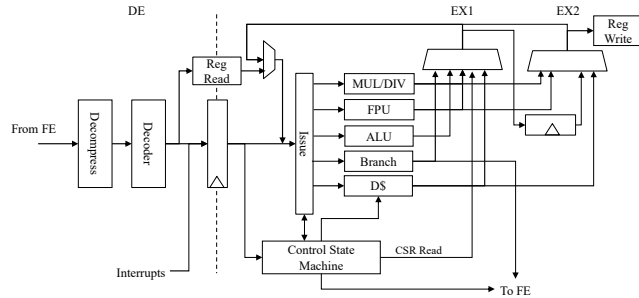 DE
EX1
EX2
Reg
Write
Reg
Read
MUL/DIV
FPU
From FE
Decompress
Decoder
Issue
ALU
Branch
D$
Control State
Machine
CSR Read
Interrupts
To FE